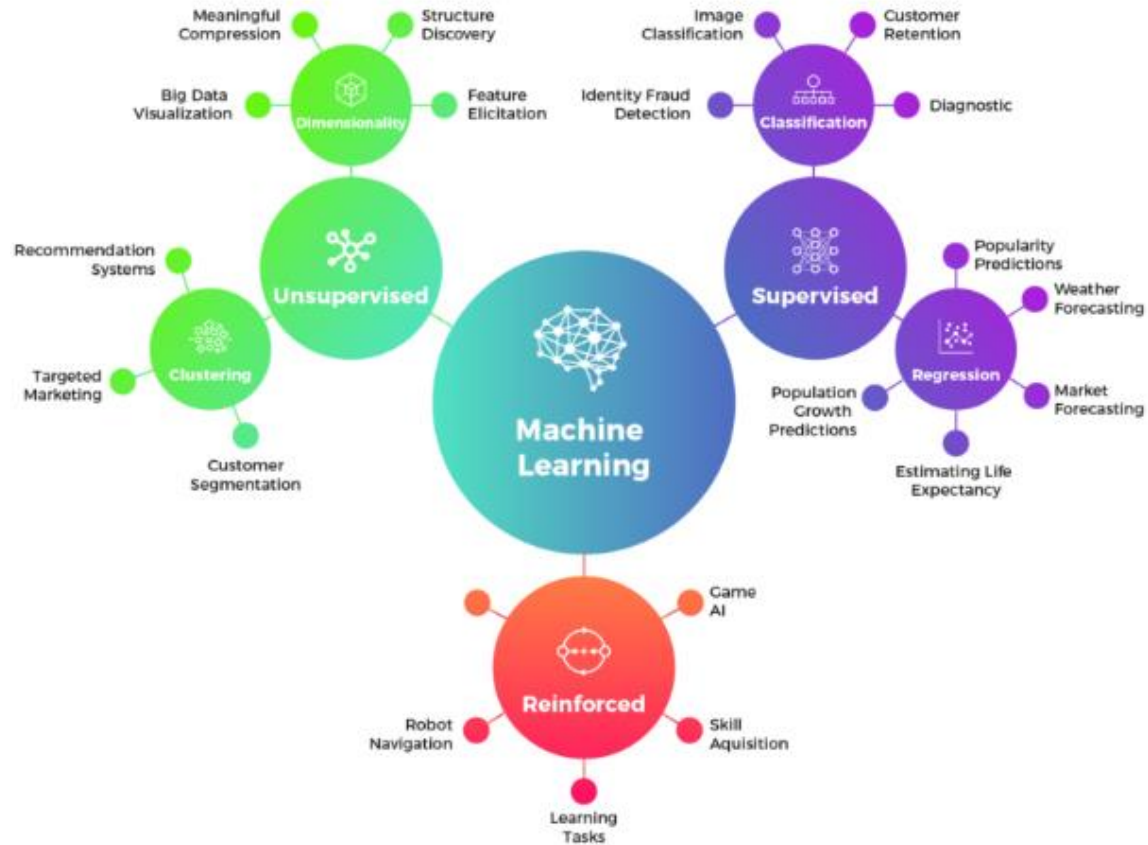 Meaningful
Compression
Structure
Discovery
Big Data
Visualization
Feature
Elicitation
Dimensionality
Image
Classification
Customer
Retention
Identity Fraud
Detection
Diagnostic
Classification
Unsupervised
Supervised
Recommendation
Systems
Targeted
Marketing
Clustering
Customer
Segmentation
Popularity
Predictions
Weather
Forecasting
Regression
Population
Growth
Predictions
Market
Forecasting
Estimating Life
Expectancy
Machine
Learning
Game
AI
Reinforced
Robot
Navigation
Skill
Aquisition
Learning
Tasks